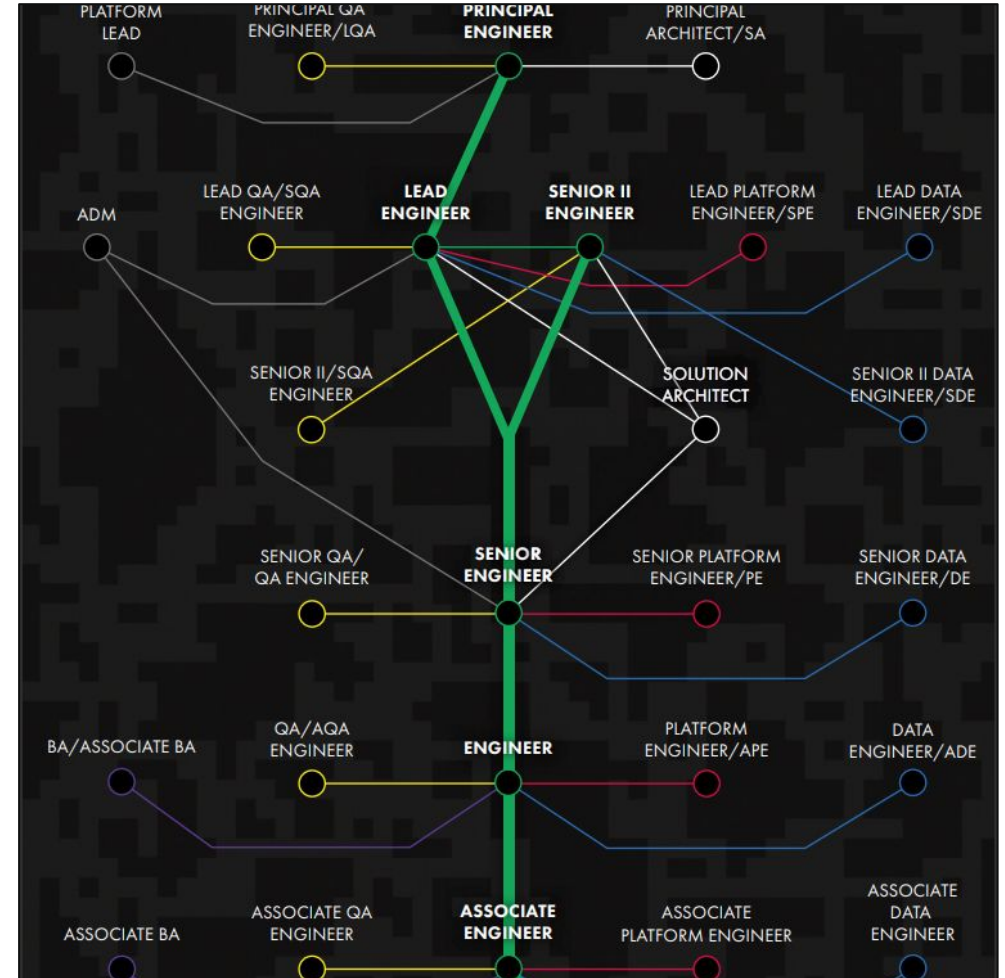 PLATFORM
LEAD
PRINCIPAL QA
ENGINEER/LQA
PRINCIPAL
ENGINEER
PRINCIPAL
ARCHITECT/SA
ADM
LEAD QA/SQA
ENGINEER
LEAD
ENGINEER
SENIOR II
ENGINEER
LEAD PLATFORM
ENGINEER/SPE
LEAD DATA
ENGINEER/SDE
SENIOR II/SQA
ENGINEER
SOLUTION
ARCHITECT
SENIOR II DATA
ENGINEER/SDE
SENIOR QA/
QA ENGINEER
SENIOR
ENGINEER
SENIOR PLATFORM
ENGINEER/PE
SENIOR DATA
ENGINEER/DE
BA/ASSOCIATE BA
QA/AQA
ENGINEER
ENGINEER
PLATFORM
ENGINEER/APE
DATA
ENGINEER/ADE
ASSOCIATE BA
ASSOCIATE QA
ENGINEER
ASSOCIATE
ENGINEER
ASSOCIATE
PLATFORM ENGINEER
ASSOCIATE
DATA
ENGINEER